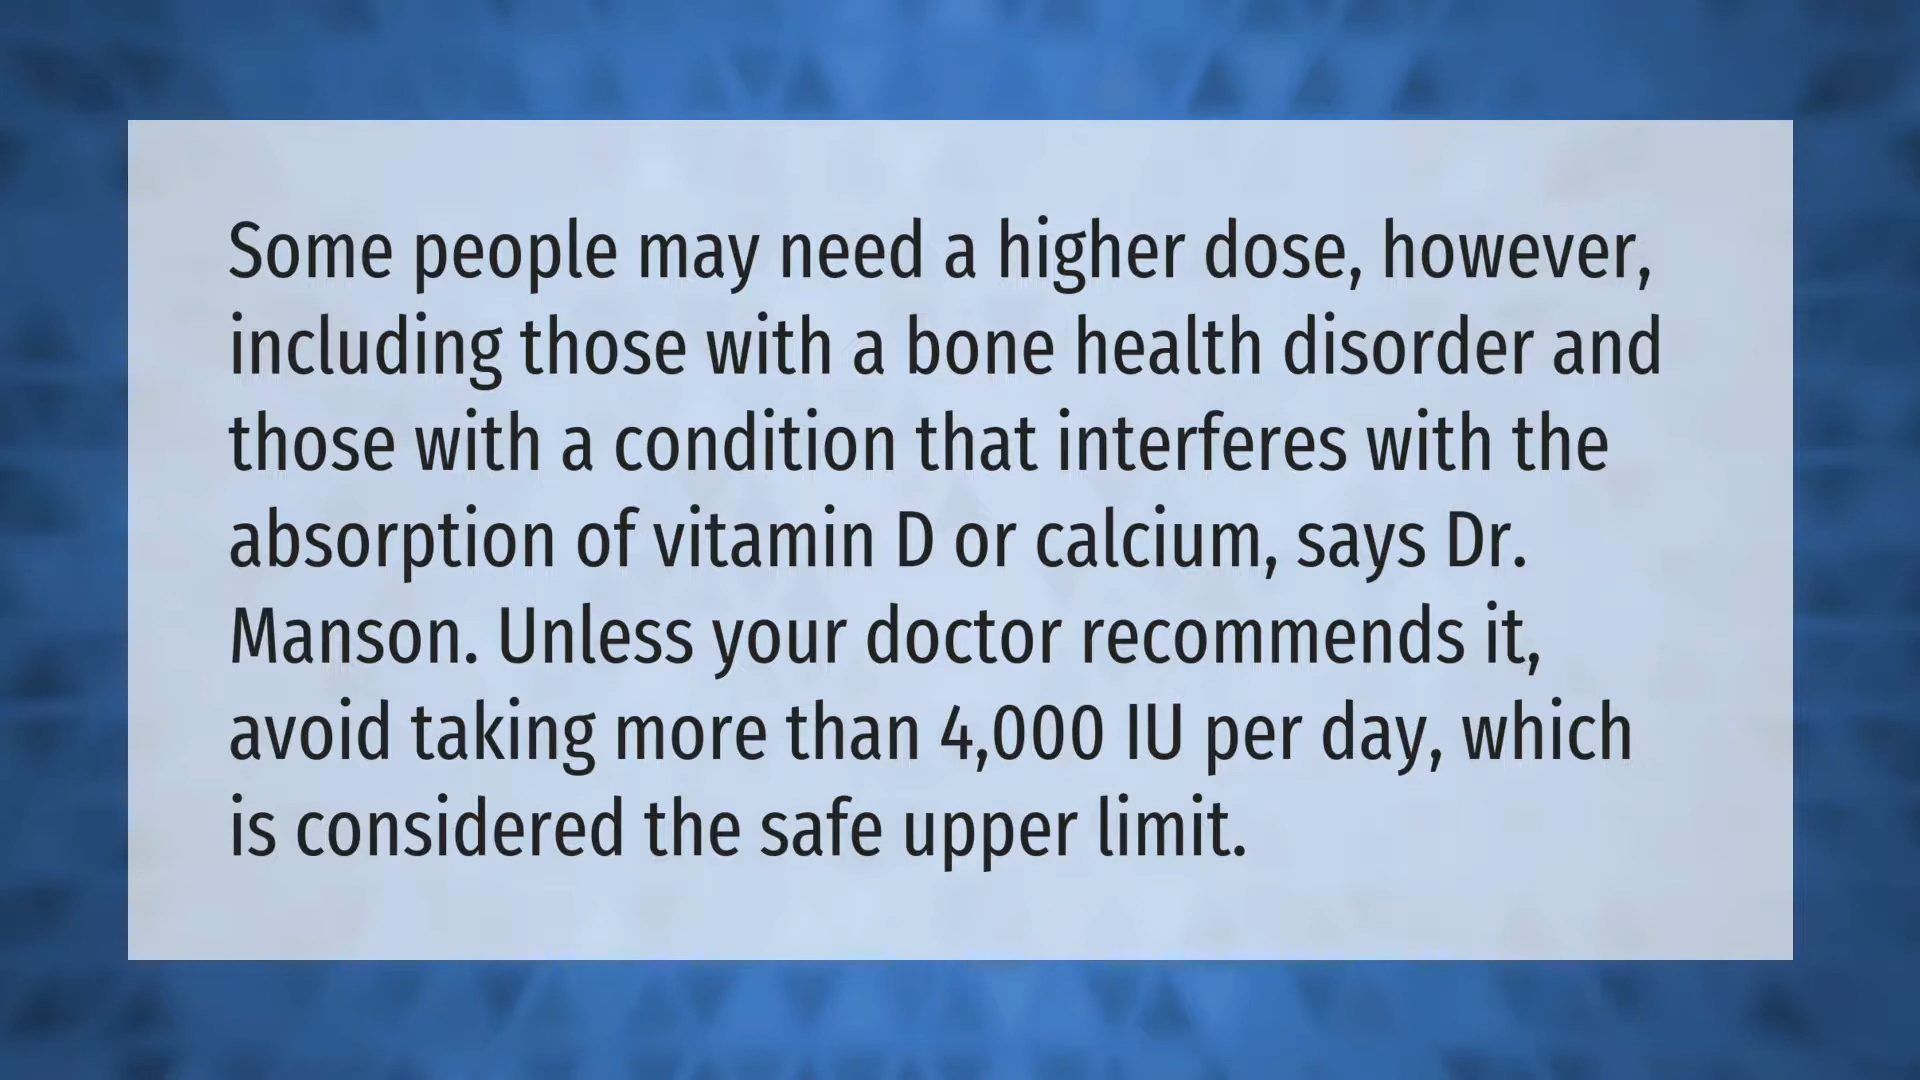 Some people may need a higher dose, however,
including those with a bone health disorder and
those with a condition that interferes with the
absorption of vitamin D or calcium, says Dr.
Manson. Unless your doctor recommends it,
avoid taking more than 4,000 IU per day, which
is considered the safe upper limit.